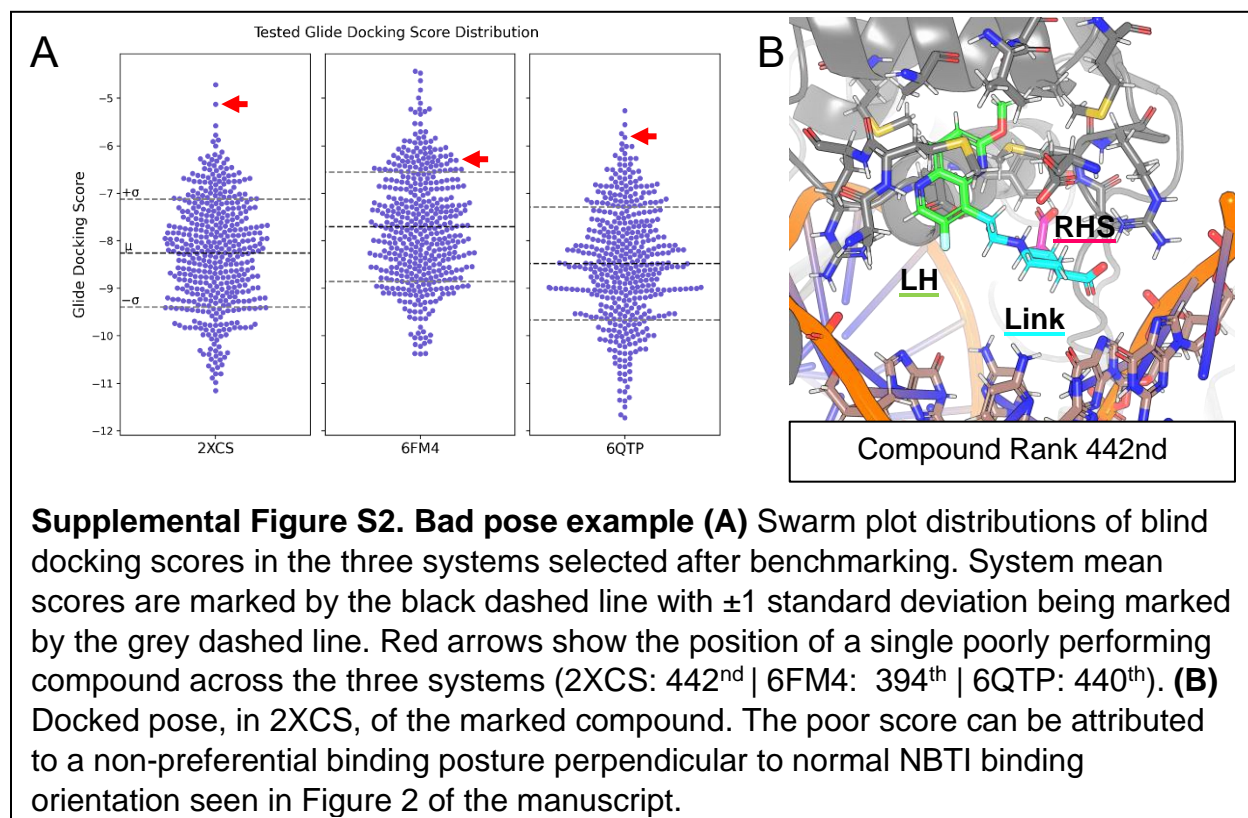 A
Tested Glide Docking Score Distribution
Glide Docking Score
−5
−6
−7
−8
−9
−10
−11
−12
+σ
μ
−σ
2XCS
6FM4
6QTP
B
RHS
LH
Link
Compound Rank 442nd
Supplemental Figure S2. Bad pose example (A) Swarm plot distributions of blind
docking scores in the three systems selected after benchmarking. System mean
scores are marked by the black dashed line with ±1 standard deviation being marked
by the grey dashed line. Red arrows show the position of a single poorly performing
compound across the three systems (2XCS: 442nd | 6FM4: 394th | 6QTP: 440th). (B)
Docked pose, in 2XCS, of the marked compound. The poor score can be attributed
to a non-preferential binding posture perpendicular to normal NBTI binding
orientation seen in Figure 2 of the manuscript.